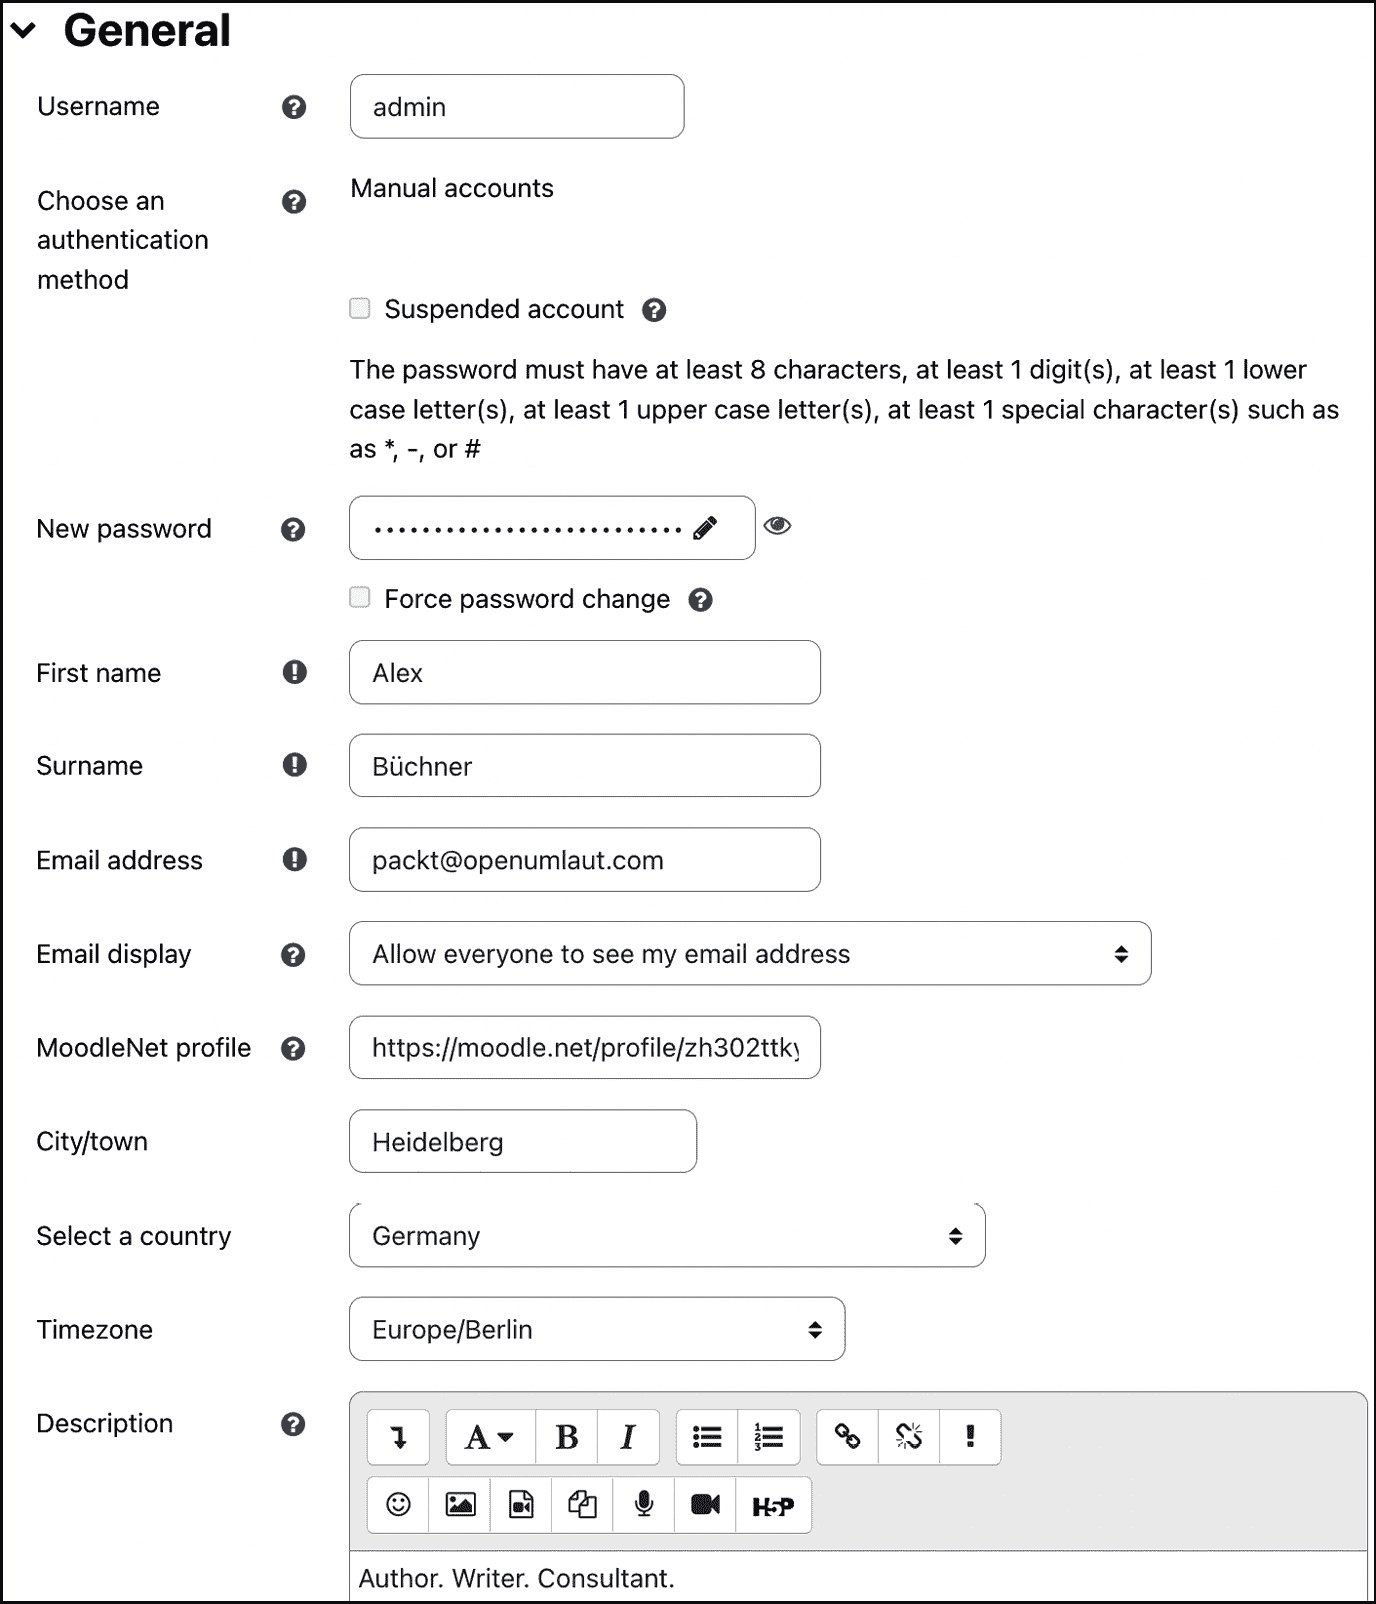 General
Username
admin
Choose an
authentication
method
Manual accounts
Suspended account
The password must have at least 8 characters, at least 1 digit(s), at least 1 lower
case letter(s), at least 1 upper case letter(s), at least 1 special character(s) such as
as *, -, or #
New password
Force password change
First name
Alex
Surname
Büchner
Email address
packt@openumlaut.com
Email display
Allow everyone to see my email address
MoodleNet profile
https://moodle.net/profile/zh302ttky
City/town
Heidelberg
Select a country
Germany
Timezone
Europe/Berlin
Description
A B I
H5P
Author. Writer. Consultant.